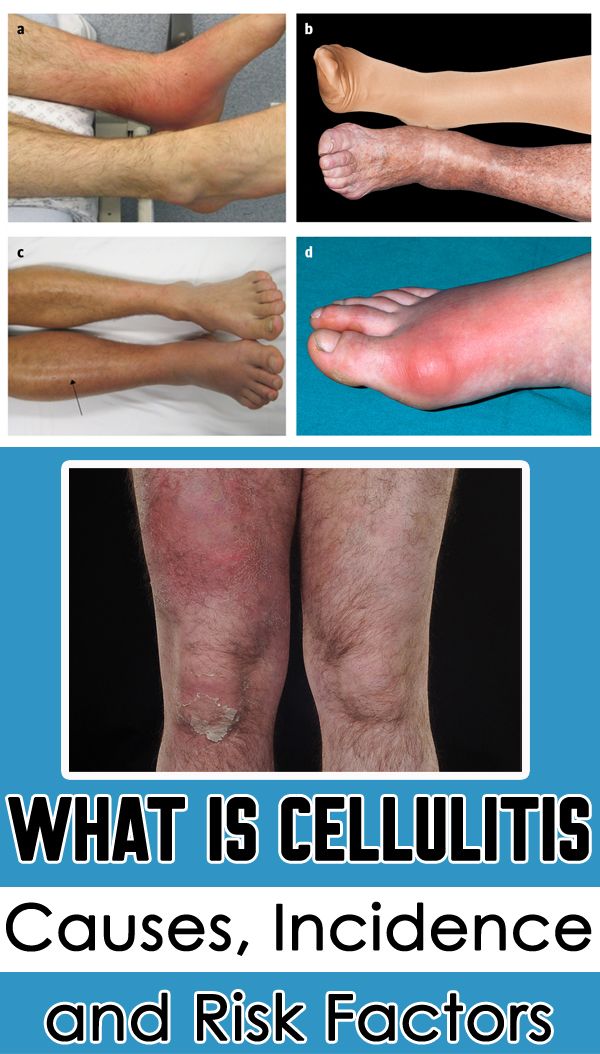 a
b
c
d
WHAT IS CELLULITIS
Causes, Incidence
and Risk Factors